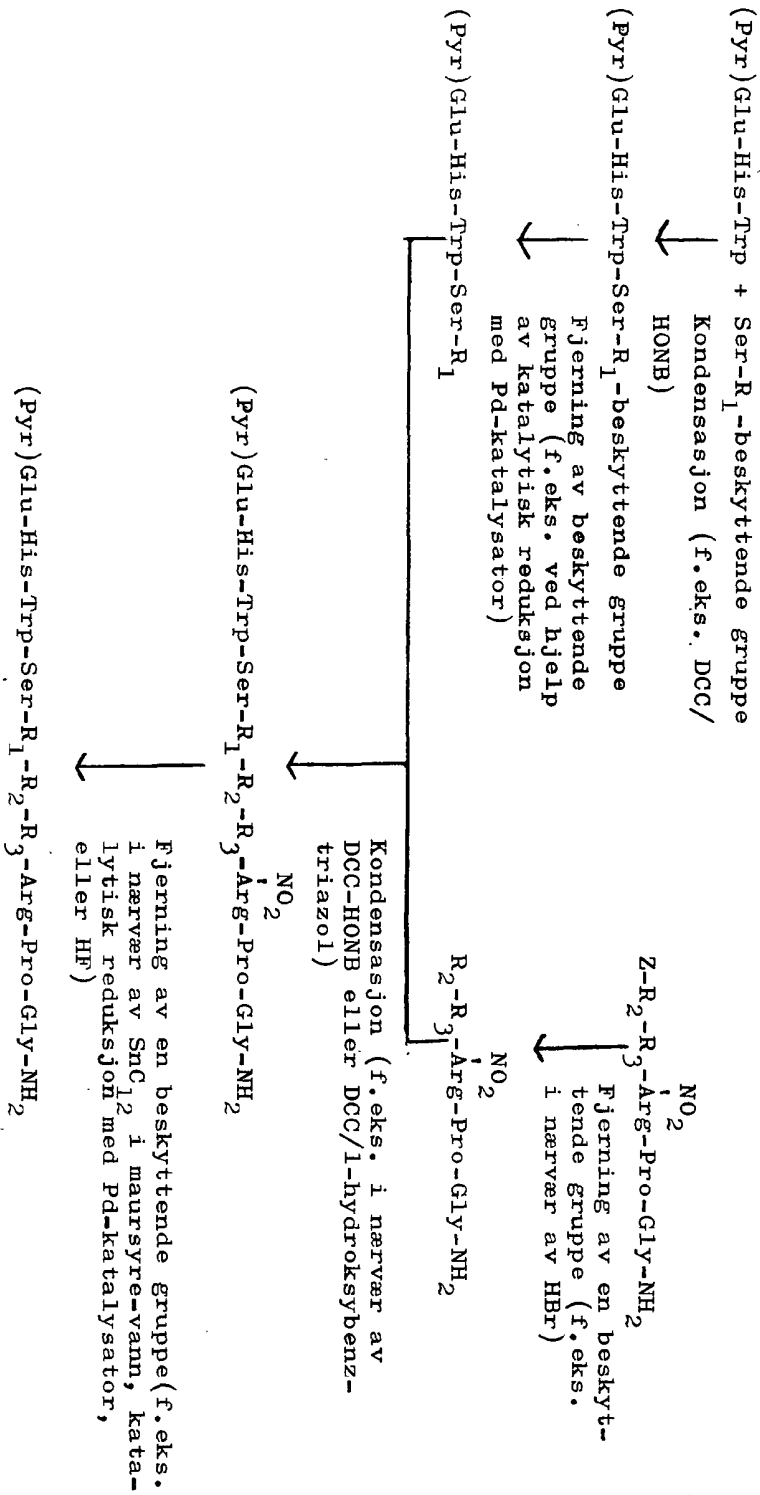 (Pyr)Glu-His-Trp + Ser-R1-beskyttende gruppe
Kondensasjon (f.eks. DCC/
HONB)
(Pyr)Glu-His-Trp-Ser-R1-beskyttende gruppe
Fjerning av beskyttende
gruppe (f.eks. ved hjelp
av katalytisk reduksjon
med Pd-katalysator)
(Pyr)Glu-His-Trp-Ser-R1
NO2
Z-R2-R3-Arg-Pro-Gly-NH2
Fjerning av en beskyt-
tende gruppe (f.eks.
i nærvær av HBr)
NO2
R2-R3-Arg-Pro-Gly-NH2
Kondensasjon (f.eks. i nærvær av
DCC-HONB eller DCC/1-hydroksybenz-
triazol)
NO2
(Pyr)Glu-His-Trp-Ser-R1-R2-R3-Arg-Pro-Gly-NH2
Fjerning av en beskyttende gruppe(f.eks.
i nærvær av SnC12 i maursyre-vann, kata-
lytisk reduksjon med Pd-katalysator,
eller HF)
(Pyr)Glu-His-Trp-Ser-R1-R2-R3-Arg-Pro-Gly-NH2